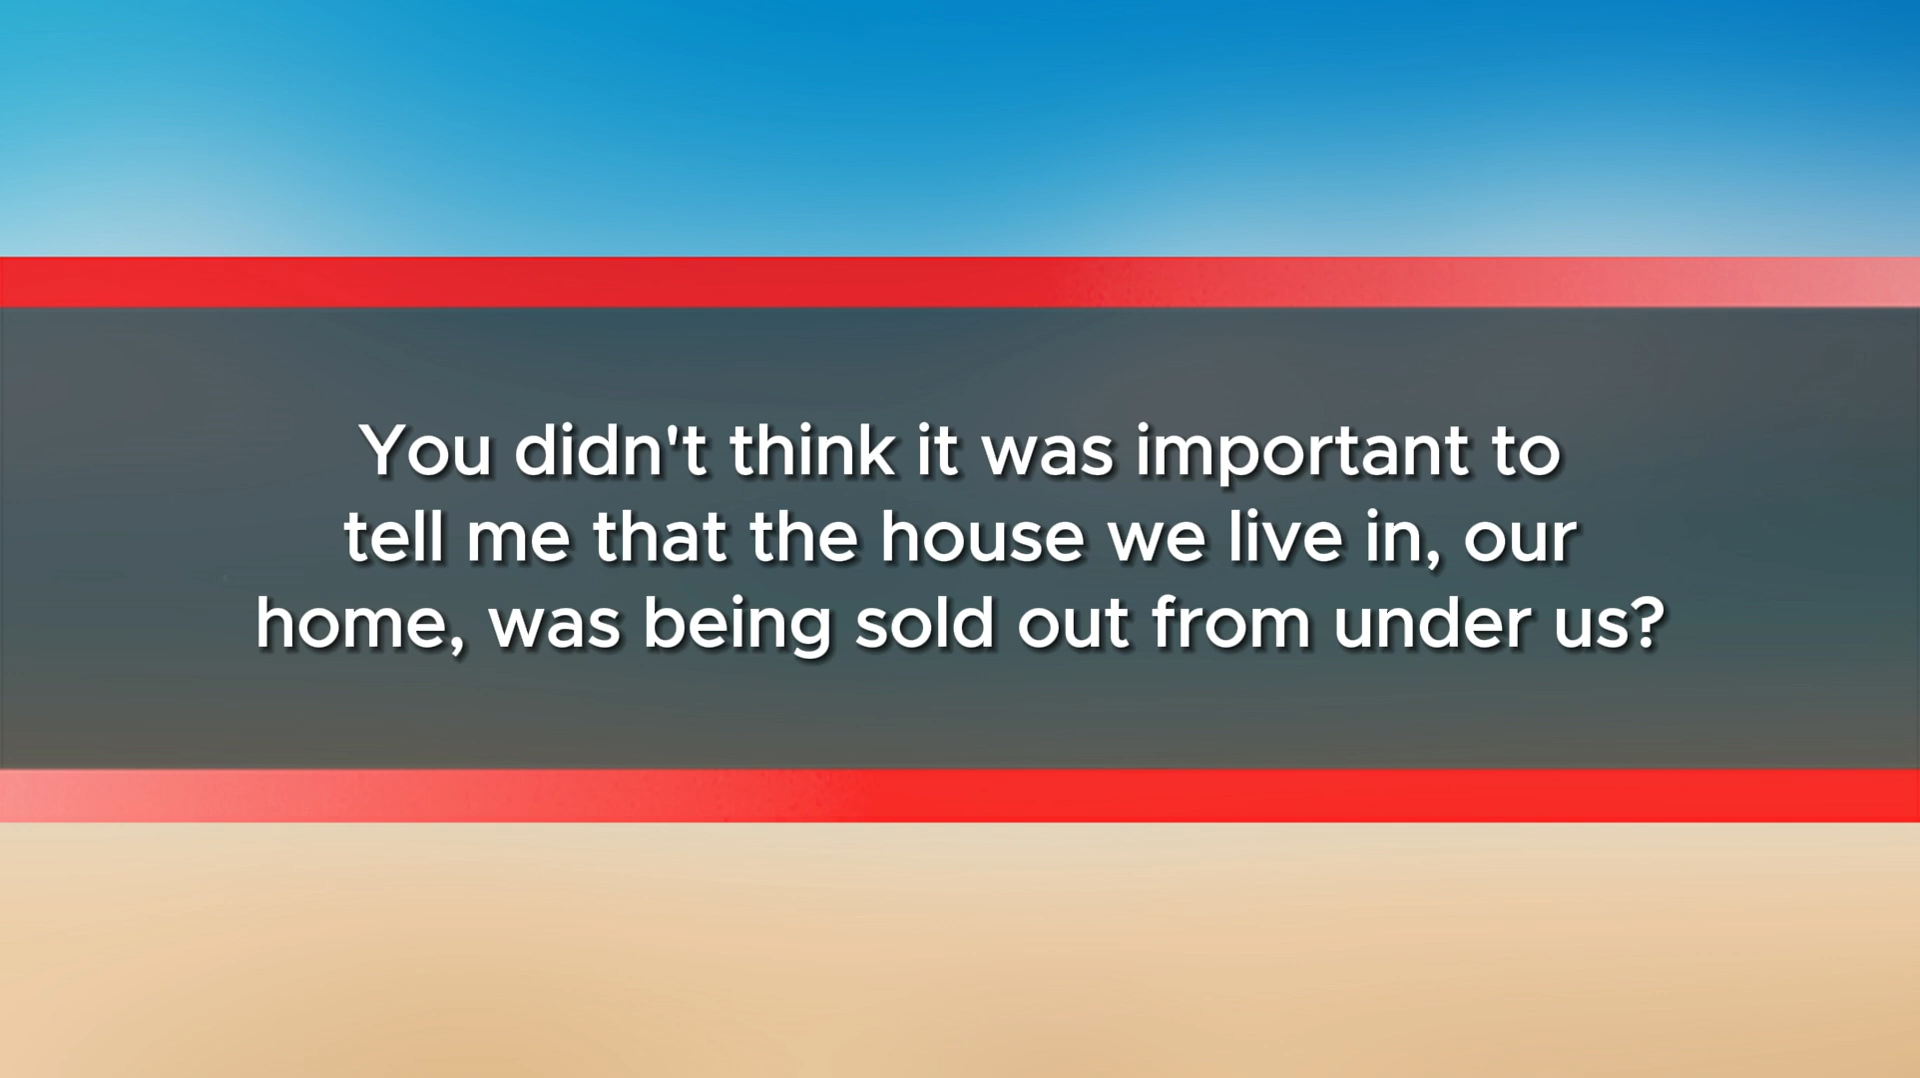 You didn't think it was important to
tell me that the house we live in, our
home, was being sold out from under us?